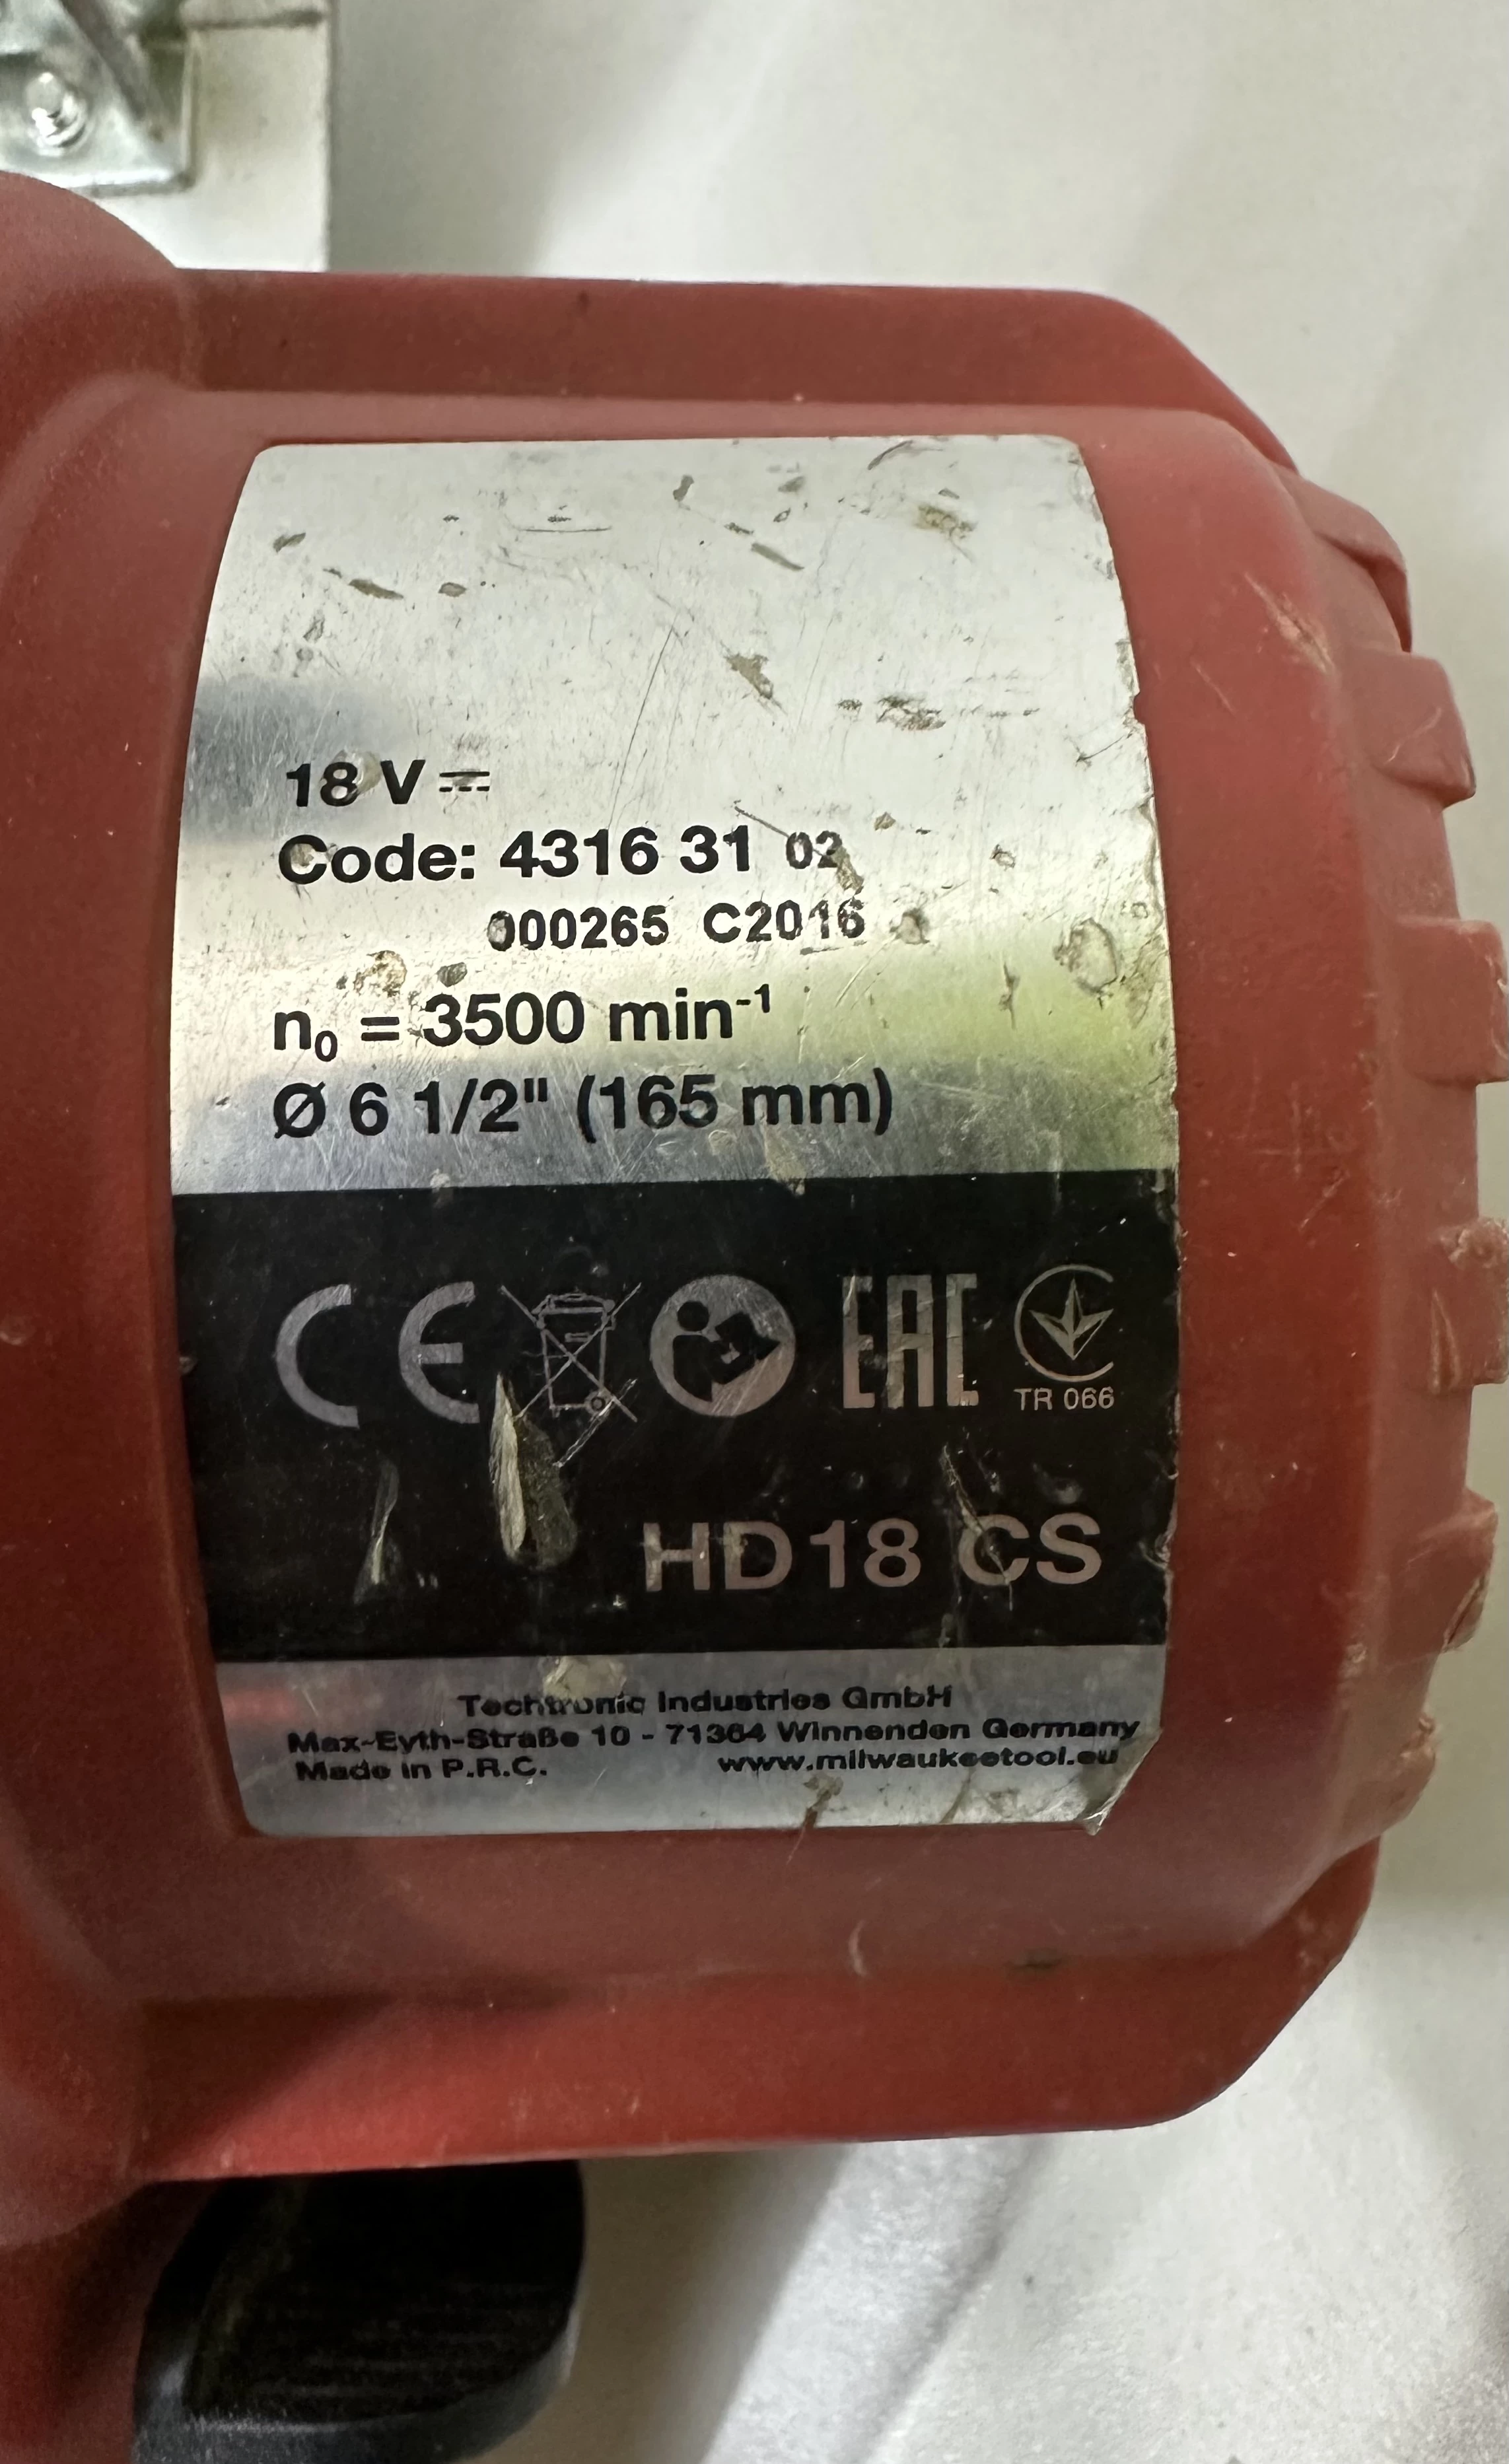 18 V ⎓
Code: 4316 31 02
000265 C2016
n₀ = 3500 min⁻¹
Ø 6 1/2" (165 mm)
CE EAC
TR 066
HD18 CS
Techtronic Industries GmbH
Max-Eyth-Straße 10 - 71364 Winnenden Germany
Made in P.R.C. www.milwaukeetool.eu